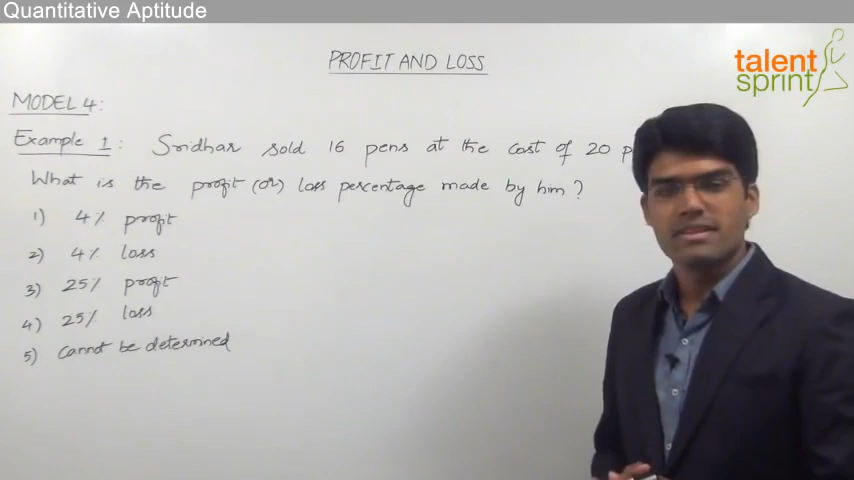 Quantitative Aptitude
talent
sprint
PROFIT AND LOSS
MODEL 4:
Example 1: Sridhar sold 16 pens at the cost of 20
What is the profit (or) loss percentage made by him?
1) 4% profit
2) 4% loss
3) 25% profit
4) 25% loss
5) Cannot be determined